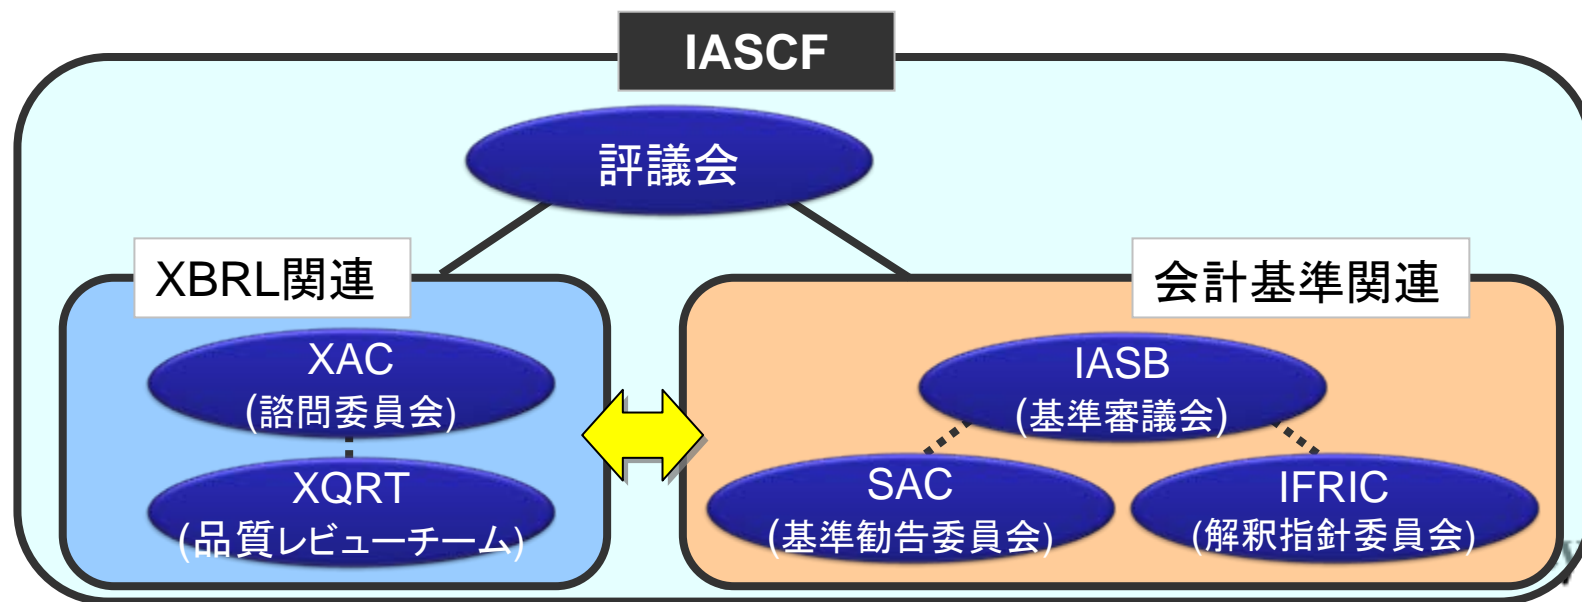 IASCF
評議会
XBRL関連
会計基準関連
XAC
(諮問委員会)
XQRT
(品質レビューチーム)
IASB
(基準審議会)
SAC
(基準勧告委員会)
IFRIC
(解釈指針委員会)